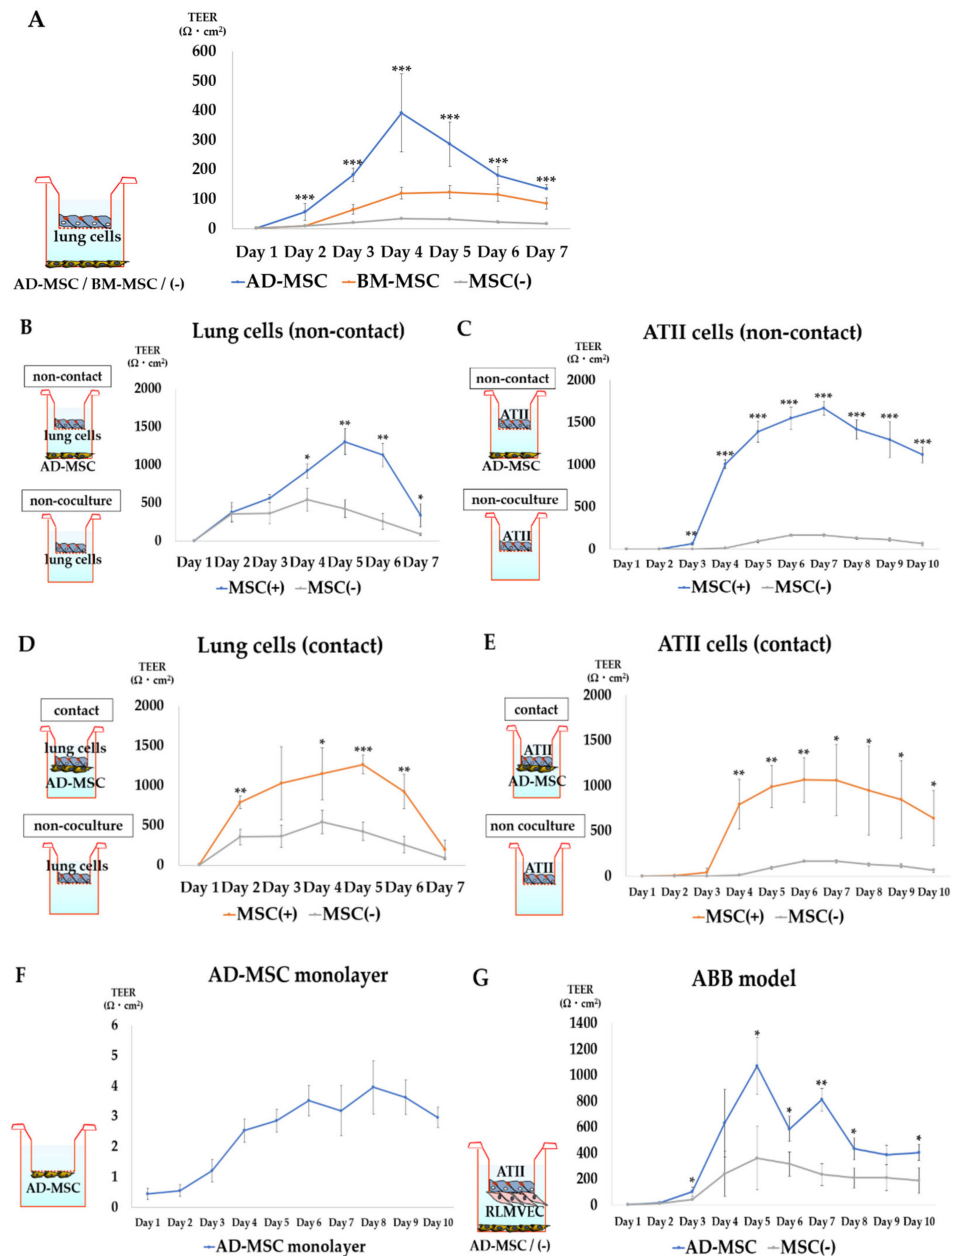 A
TEER
(Ω・cm²)
600
500
400
300
200
100
0
***
***
***
***
***
***
Day 1 Day 2 Day 3 Day 4 Day 5 Day 6 Day 7
AD-MSC BM-MSC MSC(-)
lung cells
AD-MSC / BM-MSC / (-)
B
Lung cells (non-contact)
TEER
(Ω・cm²)
2000
1500
1000
500
0
*
**
**
*
Day 1 Day 2 Day 3 Day 4 Day 5 Day 6 Day 7
MSC(+) MSC(-)
non-contact
lung cells
AD-MSC
non-coculture
lung cells
C
ATII cells (non-contact)
TEER
(Ω・cm²)
2000
1500
1000
500
0
**
***
***
***
***
***
***
***
Day 1 Day 2 Day 3 Day 4 Day 5 Day 6 Day 7 Day 8 Day 9 Day 10
MSC(+) MSC(-)
non-contact
ATII
AD-MSC
non-coculture
ATII
D
Lung cells (contact)
TEER
(Ω・cm²)
2000
1500
1000
500
0
**
*
***
**
Day 1 Day 2 Day 3 Day 4 Day 5 Day 6 Day 7
MSC(+) MSC(-)
contact
lung cells
AD-MSC
non-coculture
lung cells
E
ATII cells (contact)
TEER
(Ω・cm²)
2000
1500
1000
500
0
**
**
**
*
*
*
*
Day 1 Day 2 Day 3 Day 4 Day 5 Day 6 Day 7 Day 8 Day 9 Day 10
MSC(+) MSC(-)
contact
ATII
AD-MSC
non coculture
ATII
F
AD-MSC monolayer
TEER
(Ω・cm²)
6
5
4
3
2
1
0
Day 1 Day 2 Day 3 Day 4 Day 5 Day 6 Day 7 Day 8 Day 9 Day 10
AD-MSC monolayer
AD-MSC
G
ABB model
TEER
(Ω・cm²)
1400
1200
1000
800
600
400
200
0
*
*
*
**
*
*
Day 1 Day 2 Day 3 Day 4 Day 5 Day 6 Day 7 Day 8 Day 9 Day 10
AD-MSC MSC(-)
ATII
RLMVEC
AD-MSC / (-)